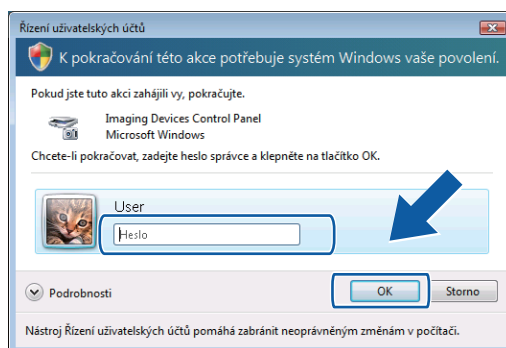 Řízení uživatelských účtů
K pokračování této akce potřebuje systém Windows vaše povolení.
Pokud jste tuto akci zahájili vy, pokračujte.
Imaging Devices Control Panel
Microsoft Windows
Chcete-li pokračovat, zadejte heslo správce a klepněte na tlačítko OK.
User
Heslo
Podrobnosti
OK
Storno
Nástroj Řízení uživatelských účtů pomáhá zabránit neoprávněným změnám v počítači.